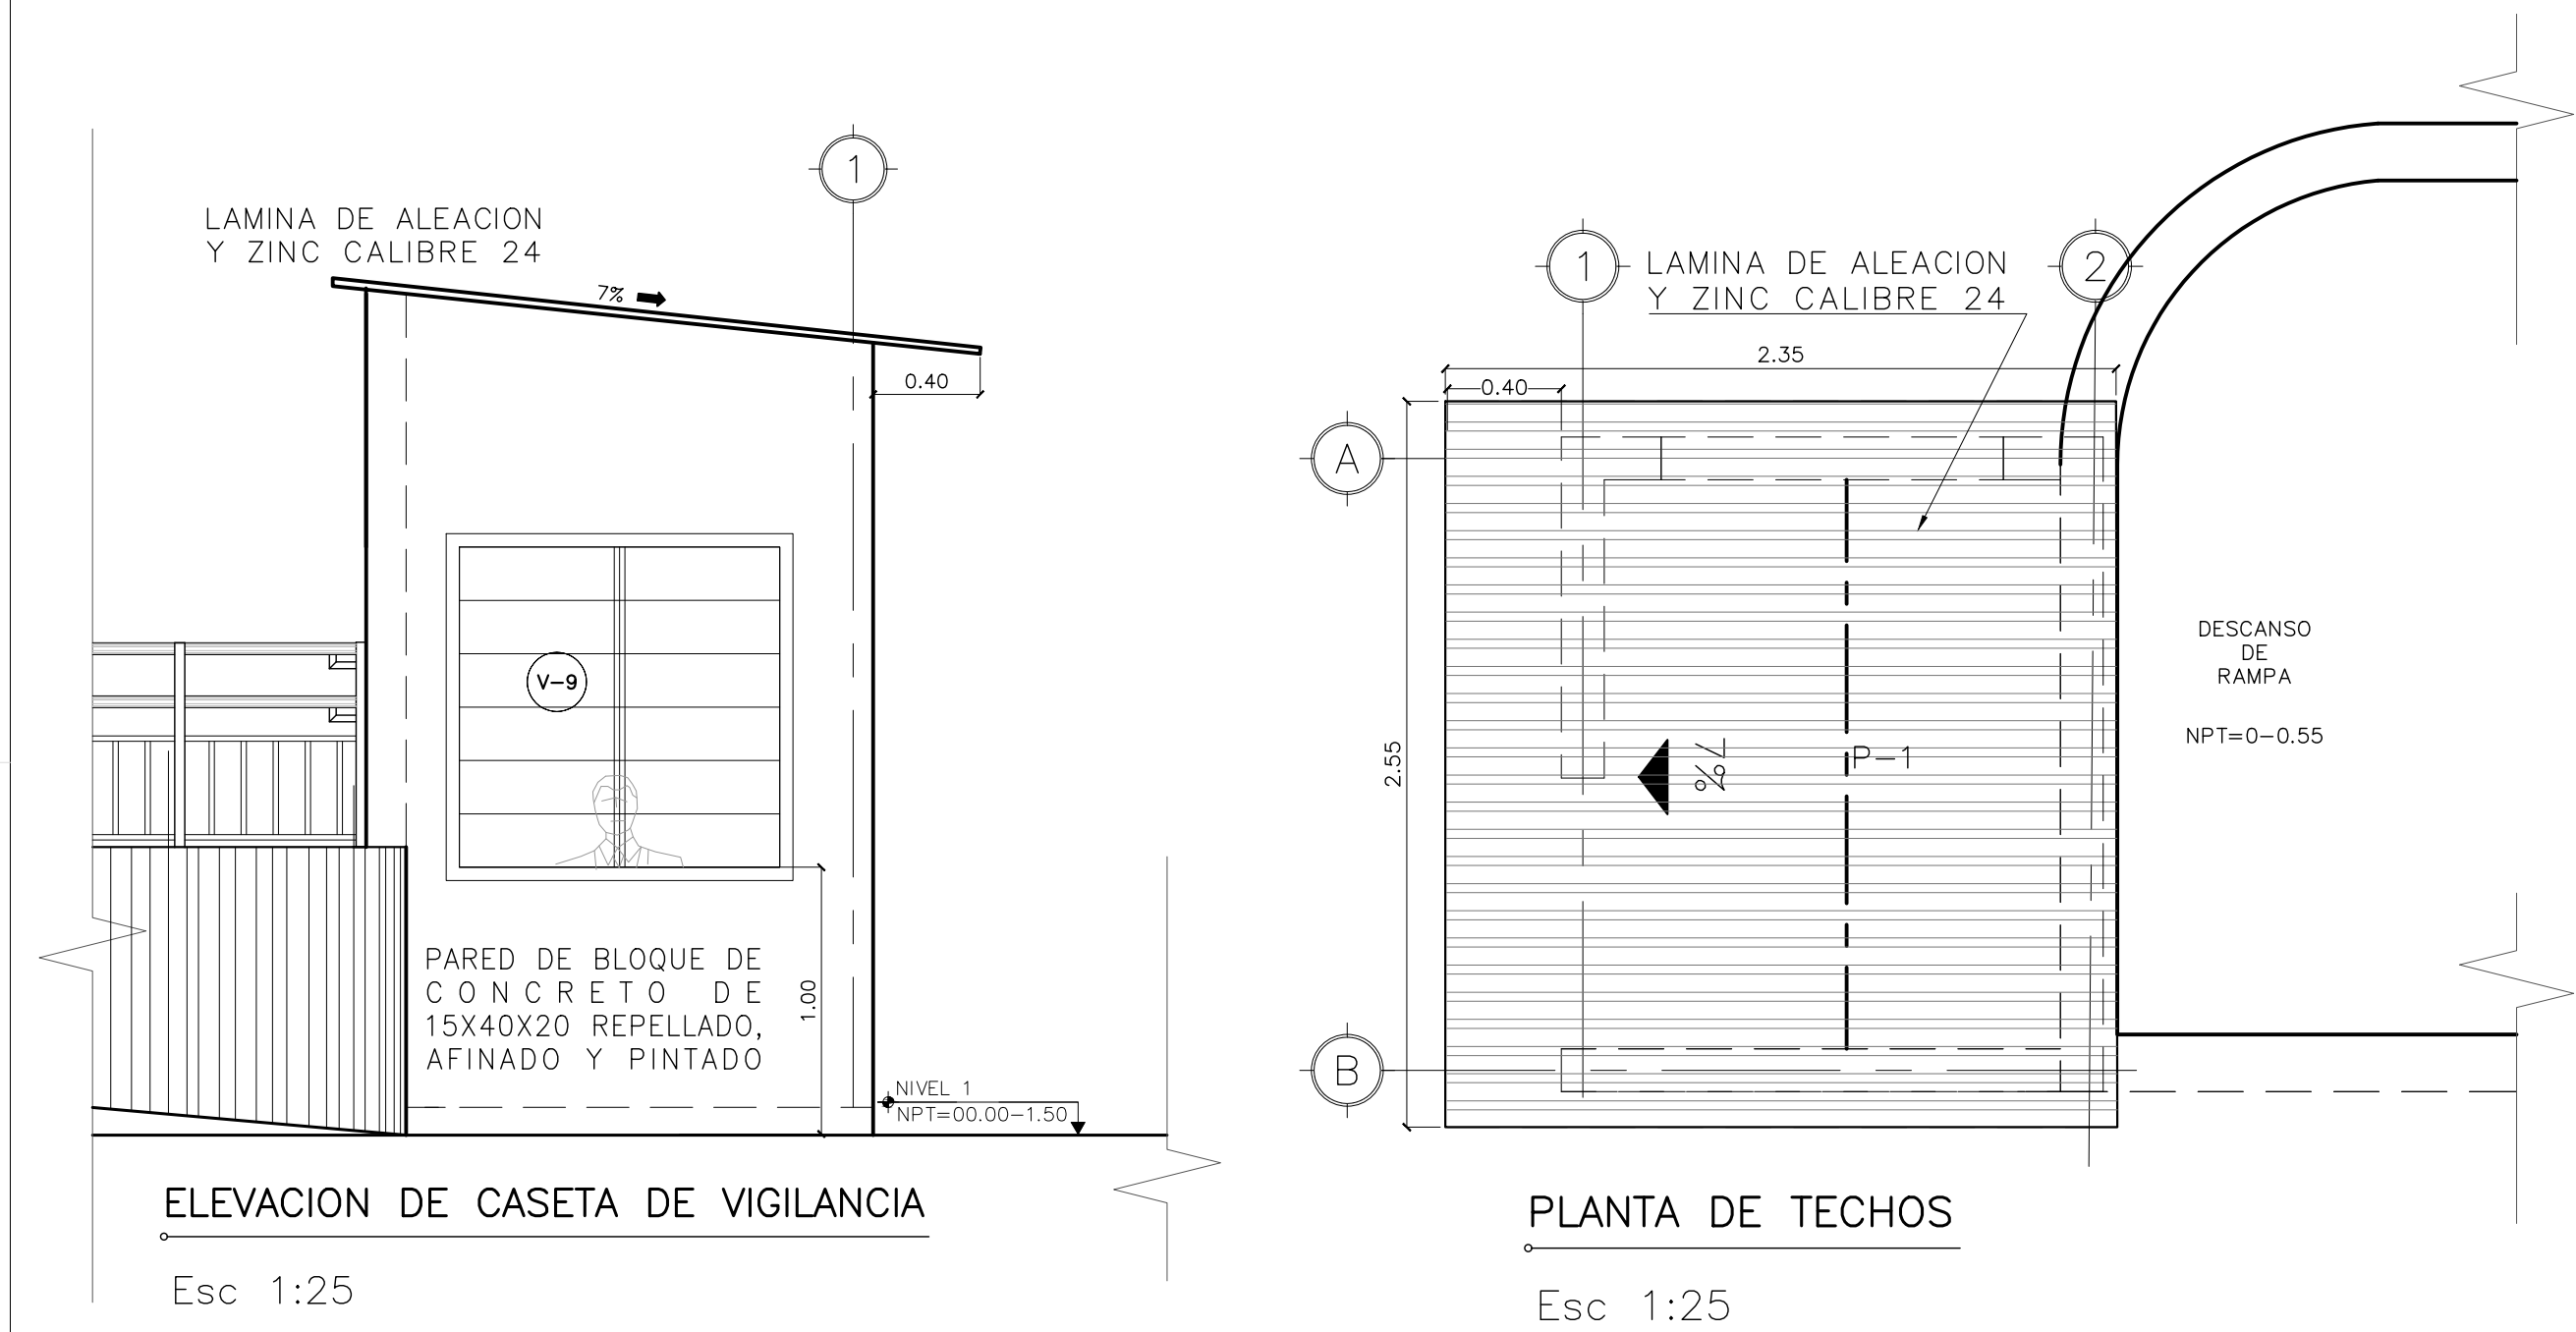 1
LAMINA DE ALEACION
Y ZINC CALIBRE 24
7%
0.40
V-9
PARED DE BLOQUE DE
CONCRETO DE
15X40X20 REPELLADO,
AFINADO Y PINTADO
1.00
NIVEL 1
NPT=00.00-1.50
ELEVACION DE CASETA DE VIGILANCIA
Esc 1:25
1
LAMINA DE ALEACION
Y ZINC CALIBRE 24
2
2.35
0.40
A
2.55
7%
P-1
B
DESCANSO
DE
RAMPA
NPT=0-0.55
PLANTA DE TECHOS
Esc 1:25